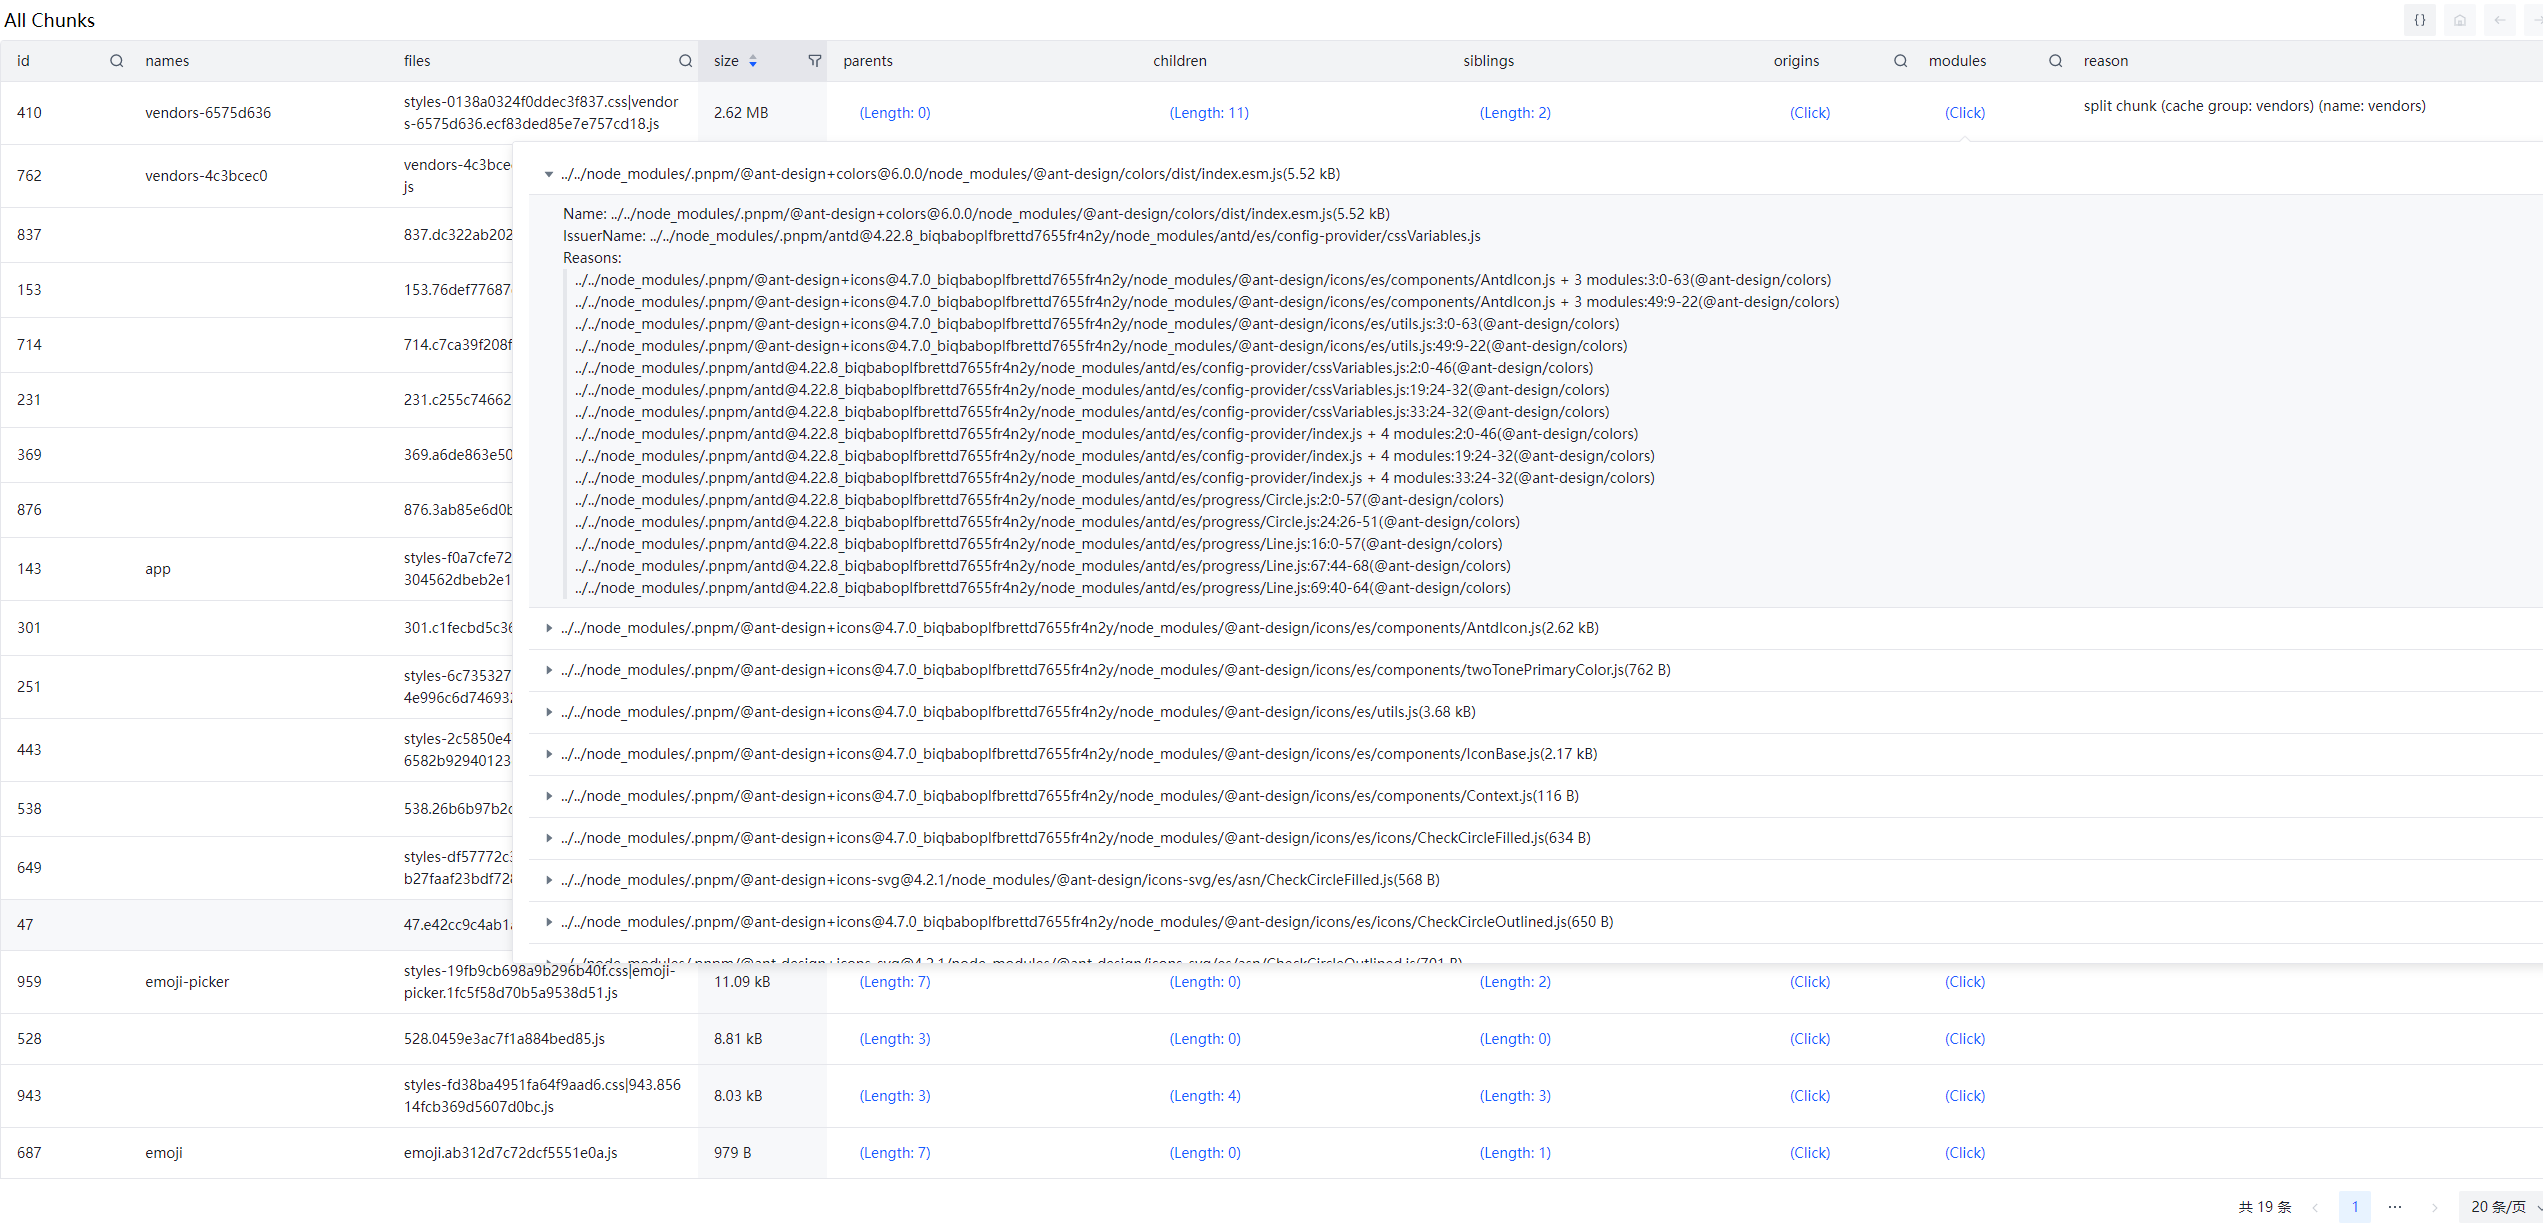 All Chunks
{}
id names files size parents children siblings origins modules reason
410 vendors-6575d636 styles-0138a0324f0ddec3f837.css|vendor 2.62 MB (Length: 0) (Length: 11) (Length: 2) (Click) (Click) split chunk (cache group: vendors) (name: vendors)
s-6575d636.ecf83ded85e7e757cd18.js
762 vendors-4c3bcec0 vendors-4c3bce
js
837 837.dc322ab202
153 153.76def77687
714 714.c7ca39f208f
231 231.c255c74662
369 369.a6de863e50
876 876.3ab85e6d0b
143 app styles-f0a7cfe72
304562dbeb2e1
301 301.c1fecbd5c36
251 styles-6c735327
4e996c6d74693
443 styles-2c5850e4
6582b92940123
538 538.26b6b97b2c
649 styles-df57772c
b27faaf23bdf728
47 47.e42cc9c4ab1
../../node_modules/.pnpm/@ant-design+colors@6.0.0/node_modules/@ant-design/colors/dist/index.esm.js(5.52 kB)
Name: ../../node_modules/.pnpm/@ant-design+colors@6.0.0/node_modules/@ant-design/colors/dist/index.esm.js(5.52 kB)
IssuerName: ../../node_modules/.pnpm/antd@4.22.8_biqbaboplfbrettd7655fr4n2y/node_modules/antd/es/config-provider/cssVariables.js
Reasons:
../../node_modules/.pnpm/@ant-design+icons@4.7.0_biqbaboplfbrettd7655fr4n2y/node_modules/@ant-design/icons/es/components/AntdIcon.js + 3 modules:3:0-63(@ant-design/colors)
../../node_modules/.pnpm/@ant-design+icons@4.7.0_biqbaboplfbrettd7655fr4n2y/node_modules/@ant-design/icons/es/components/AntdIcon.js + 3 modules:49:9-22(@ant-design/colors)
../../node_modules/.pnpm/@ant-design+icons@4.7.0_biqbaboplfbrettd7655fr4n2y/node_modules/@ant-design/icons/es/utils.js:3:0-63(@ant-design/colors)
../../node_modules/.pnpm/@ant-design+icons@4.7.0_biqbaboplfbrettd7655fr4n2y/node_modules/@ant-design/icons/es/utils.js:49:9-22(@ant-design/colors)
../../node_modules/.pnpm/antd@4.22.8_biqbaboplfbrettd7655fr4n2y/node_modules/antd/es/config-provider/cssVariables.js:2:0-46(@ant-design/colors)
../../node_modules/.pnpm/antd@4.22.8_biqbaboplfbrettd7655fr4n2y/node_modules/antd/es/config-provider/cssVariables.js:19:24-32(@ant-design/colors)
../../node_modules/.pnpm/antd@4.22.8_biqbaboplfbrettd7655fr4n2y/node_modules/antd/es/config-provider/cssVariables.js:33:24-32(@ant-design/colors)
../../node_modules/.pnpm/antd@4.22.8_biqbaboplfbrettd7655fr4n2y/node_modules/antd/es/config-provider/index.js + 4 modules:2:0-46(@ant-design/colors)
../../node_modules/.pnpm/antd@4.22.8_biqbaboplfbrettd7655fr4n2y/node_modules/antd/es/config-provider/index.js + 4 modules:19:24-32(@ant-design/colors)
../../node_modules/.pnpm/antd@4.22.8_biqbaboplfbrettd7655fr4n2y/node_modules/antd/es/config-provider/index.js + 4 modules:33:24-32(@ant-design/colors)
../../node_modules/.pnpm/antd@4.22.8_biqbaboplfbrettd7655fr4n2y/node_modules/antd/es/progress/Circle.js:2:0-57(@ant-design/colors)
../../node_modules/.pnpm/antd@4.22.8_biqbaboplfbrettd7655fr4n2y/node_modules/antd/es/progress/Circle.js:24:26-51(@ant-design/colors)
../../node_modules/.pnpm/antd@4.22.8_biqbaboplfbrettd7655fr4n2y/node_modules/antd/es/progress/Line.js:16:0-57(@ant-design/colors)
../../node_modules/.pnpm/antd@4.22.8_biqbaboplfbrettd7655fr4n2y/node_modules/antd/es/progress/Line.js:67:44-68(@ant-design/colors)
../../node_modules/.pnpm/antd@4.22.8_biqbaboplfbrettd7655fr4n2y/node_modules/antd/es/progress/Line.js:69:40-64(@ant-design/colors)
../../node_modules/.pnpm/@ant-design+icons@4.7.0_biqbaboplfbrettd7655fr4n2y/node_modules/@ant-design/icons/es/components/AntdIcon.js(2.62 kB)
../../node_modules/.pnpm/@ant-design+icons@4.7.0_biqbaboplfbrettd7655fr4n2y/node_modules/@ant-design/icons/es/components/twoTonePrimaryColor.js(762 B)
../../node_modules/.pnpm/@ant-design+icons@4.7.0_biqbaboplfbrettd7655fr4n2y/node_modules/@ant-design/icons/es/utils.js(3.68 kB)
../../node_modules/.pnpm/@ant-design+icons@4.7.0_biqbaboplfbrettd7655fr4n2y/node_modules/@ant-design/icons/es/components/IconBase.js(2.17 kB)
../../node_modules/.pnpm/@ant-design+icons@4.7.0_biqbaboplfbrettd7655fr4n2y/node_modules/@ant-design/icons/es/components/Context.js(116 B)
../../node_modules/.pnpm/@ant-design+icons@4.7.0_biqbaboplfbrettd7655fr4n2y/node_modules/@ant-design/icons/es/icons/CheckCircleFilled.js(634 B)
../../node_modules/.pnpm/@ant-design+icons-svg@4.2.1/node_modules/@ant-design/icons-svg/es/asn/CheckCircleFilled.js(568 B)
../../node_modules/.pnpm/@ant-design+icons@4.7.0_biqbaboplfbrettd7655fr4n2y/node_modules/@ant-design/icons/es/icons/CheckCircleOutlined.js(650 B)
../../node_modules/.pnpm/@ant-design+icons-svg@4.2.1/node_modules/@ant-design/icons-svg/es/asn/CheckCircleOutlined.js(701 B)
959 emoji-picker styles-19fb9cb698a9b296b40f.css|emoji- 11.09 kB (Length: 7) (Length: 0) (Length: 2) (Click) (Click)
picker.1fc5f58d70b5a9538d51.js
528 528.0459e3ac7f1a884bed85.js 8.81 kB (Length: 3) (Length: 0) (Length: 0) (Click) (Click)
943 styles-fd38ba4951fa64f9aad6.css|943.856 8.03 kB (Length: 3) (Length: 4) (Length: 3) (Click) (Click)
14fcb369d5607d0bc.js
687 emoji emoji.ab312d7c72dcf5551e0a.js 979 B (Length: 7) (Length: 0) (Length: 1) (Click) (Click)
共 19 条 1 ··· 20 条/页